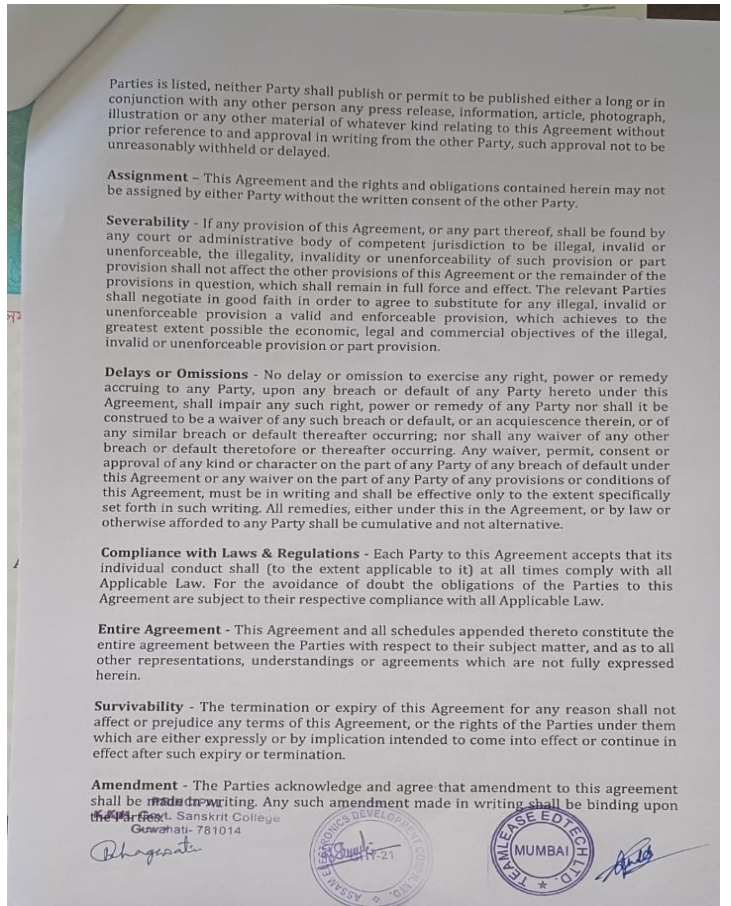 Parties is listed, neither Party shall publish or permit to be published either a long or in
conjunction with any other person any press release, information, article, photograph,
illustration or any other material of whatever kind relating to this Agreement without
prior reference to and approval in writing from the other Party, such approval not to be
unreasonably withheld or delayed.
Assignment – This Agreement and the rights and obligations contained herein may not
be assigned by either Party without the written consent of the other Party.
Severability - If any provision of this Agreement, or any part thereof, shall be found by
any court or administrative body of competent jurisdiction to be illegal, invalid or
unenforceable, the illegality, invalidity or unenforceability of such provision or part
provision shall not affect the other provisions of this Agreement or the remainder of the
provisions in question, which shall remain in full force and effect. The relevant Parties
shall negotiate in good faith in order to agree to substitute for any illegal, invalid or
unenforceable provision a valid and enforceable provision, which achieves to the
greatest extent possible the economic, legal and commercial objectives of the illegal,
invalid or unenforceable provision or part provision.
Delays or Omissions - No delay or omission to exercise any right, power or remedy
accruing to any Party, upon any breach or default of any Party hereto under this
Agreement, shall impair any such right, power or remedy of any Party nor shall it be
construed to be a waiver of any such breach or default, or an acquiescence therein, or of
any similar breach or default thereafter occurring; nor shall any waiver of any other
breach or default theretofore or thereafter occurring. Any waiver, permit, consent or
approval of any kind or character on the part of any Party of any breach of default under
this Agreement or any waiver on the part of any Party of any provisions or conditions of
this Agreement, must be in writing and shall be effective only to the extent specifically
set forth in such writing. All remedies, either under this in the Agreement, or by law or
otherwise afforded to any Party shall be cumulative and not alternative.
Compliance with Laws & Regulations - Each Party to this Agreement accepts that its
individual conduct shall (to the extent applicable to it) at all times comply with all
Applicable Law. For the avoidance of doubt the obligations of the Parties to this
Agreement are subject to their respective compliance with all Applicable Law.
Entire Agreement - This Agreement and all schedules appended thereto constitute the
entire agreement between the Parties with respect to their subject matter, and as to all
other representations, understandings or agreements which are not fully expressed
herein.
Survivability - The termination or expiry of this Agreement for any reason shall not
affect or prejudice any terms of this Agreement, or the rights of the Parties under them
which are either expressly or by implication intended to come into effect or continue in
effect after such expiry or termination.
Amendment - The Parties acknowledge and agree that amendment to this agreement
shall be made in writing. Any such amendment made in writing shall be binding upon
the Parties.
Govt. Sanskrit College
Guwahati- 781014
ASSAM ELECTRONICS DEVELOPMENT CORPN. LTD.
TEAMLEASE EDTECH LTD.
MUMBAI